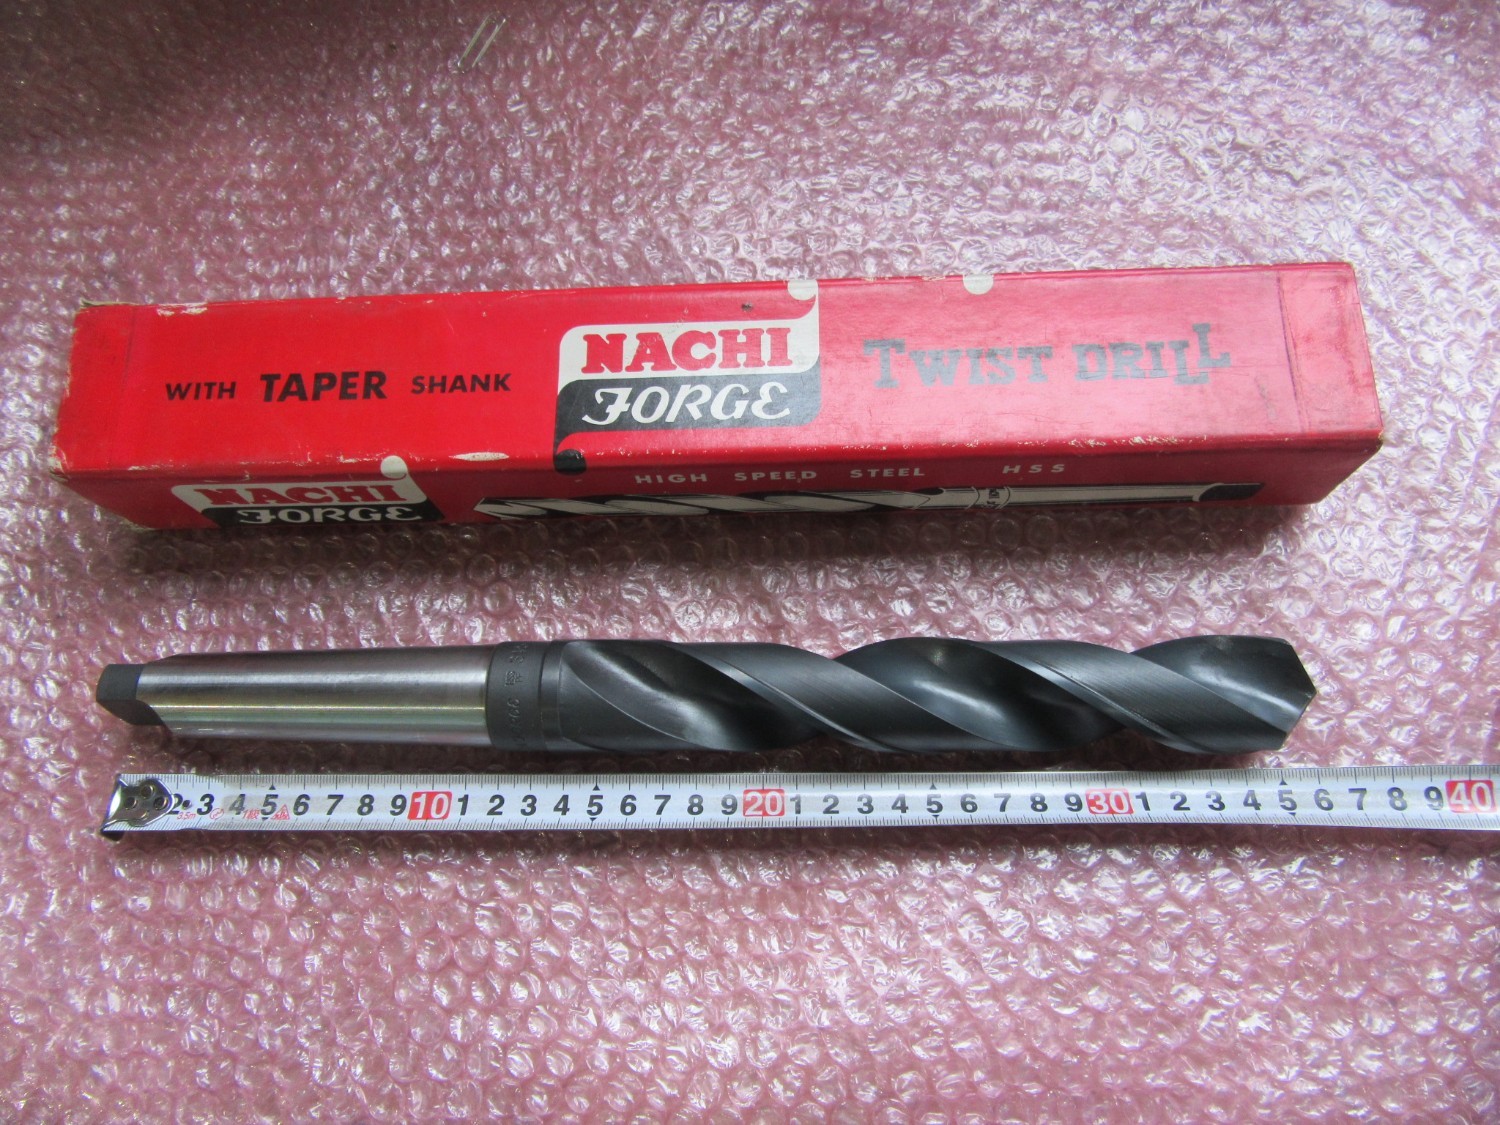 WITH TAPER SHANK
NACHI
FORGE
TWIST DRILL
NACHI
FORGE
HIGH SPEED STEEL HSS
2 3 4 5 6 7 8 9 10 1 2 3 4 5 6 7 8 9 20 1 2 3 4 5 6 7 8 9 30 1 2 3 4 5 6 7 8 9 40